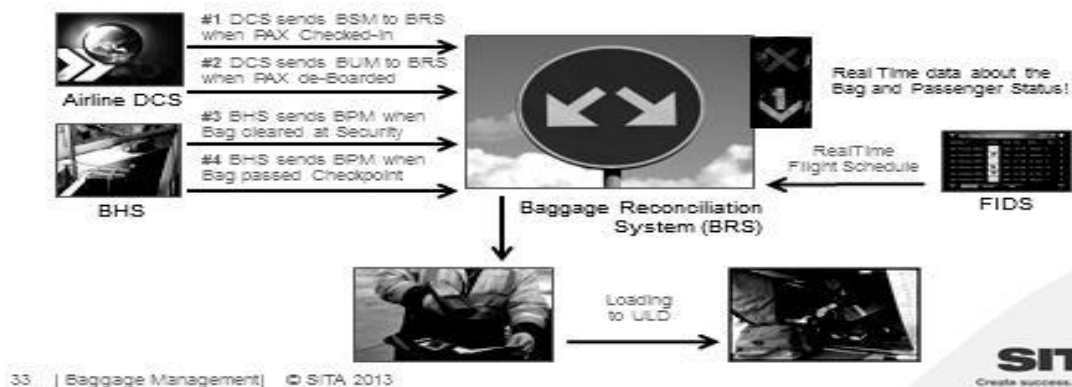 #1 DCS sends BSM to BRS
when PAX Checked-In
#2 DCS sends BUM to BRS
when PAX de-Boarded
Airline DCS
#3 BHS sends BPM when
Bag cleared at Security
#4 BHS sends BPM when
Bag passed Checkpoint
BHS
Real Time data about the
Bag and Passenger Status!
RealTime
Flight Schedule
FIDS
Baggage Reconciliation
System (BRS)
Loading
to ULD
33 | Baggage Management| © SITA 2013
SIT
Create success.